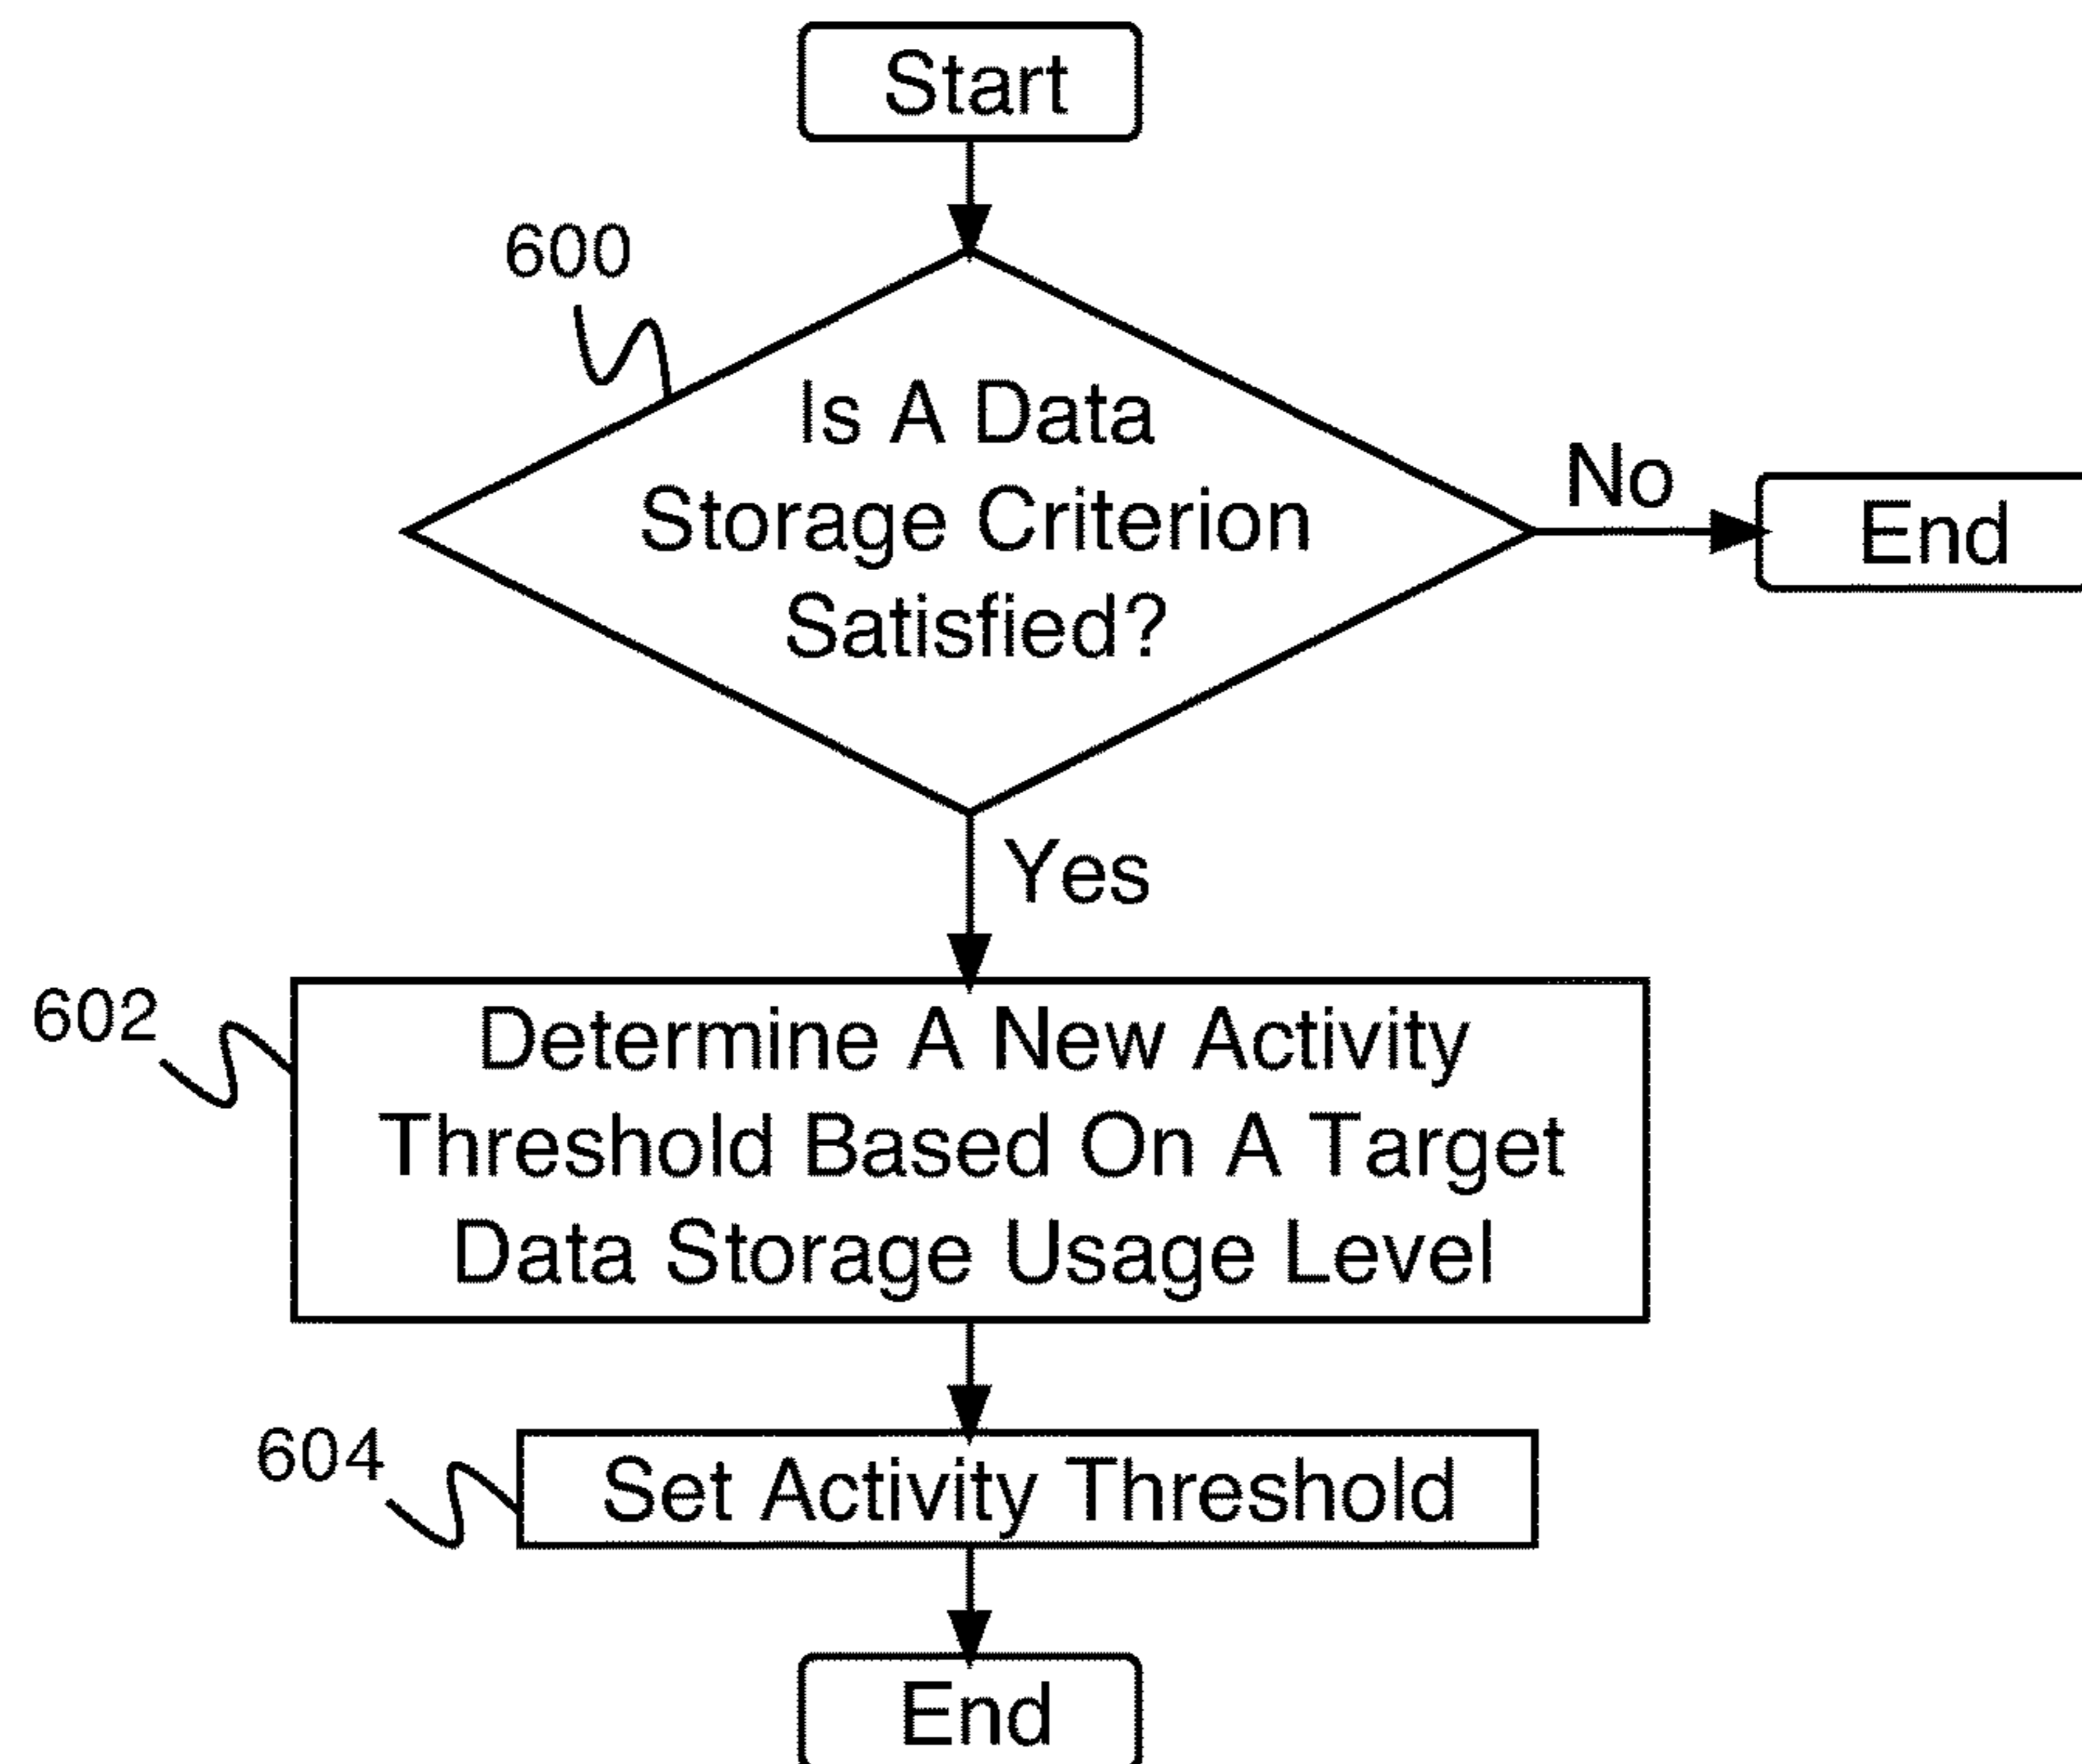 Start
600
Is A Data
Storage Criterion
Satisfied?
No
End
Yes
602
Determine A New Activity
Threshold Based On A Target
Data Storage Usage Level
604
Set Activity Threshold
End